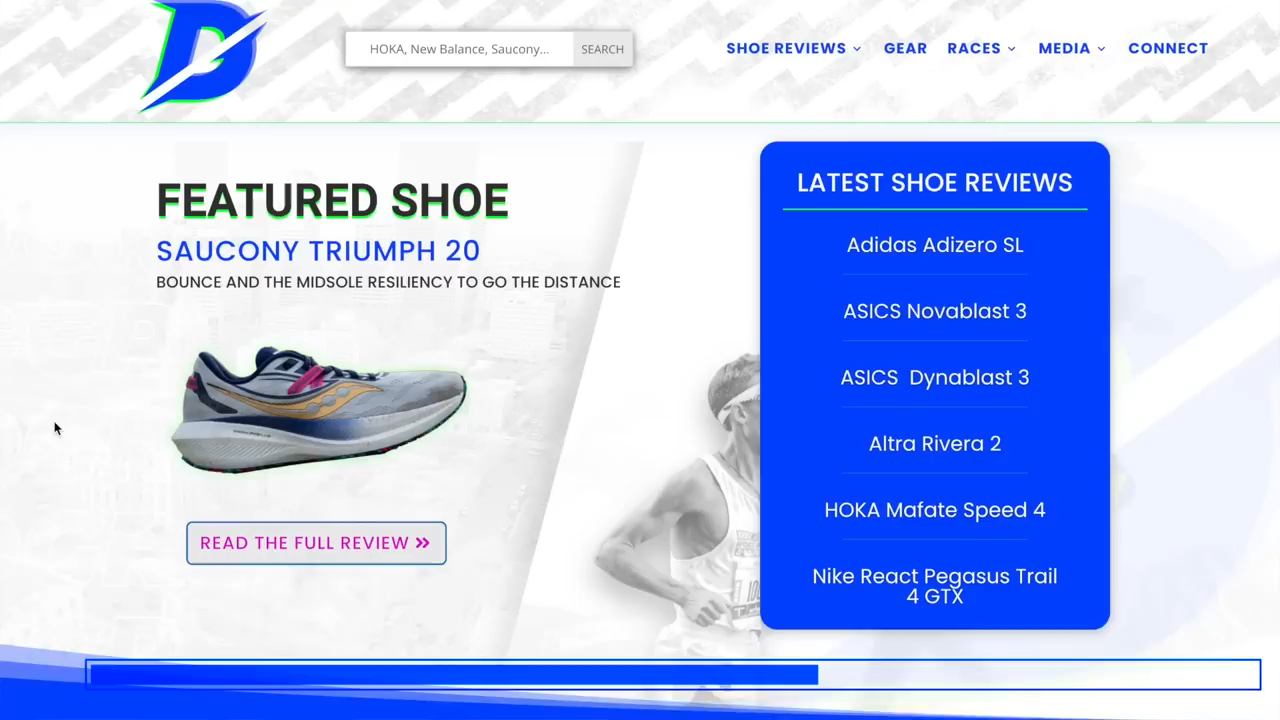 D
HOKA, New Balance, Saucony...
SEARCH
SHOE REVIEWS
GEAR
RACES
MEDIA
CONNECT
FEATURED SHOE
SAUCONY TRIUMPH 20
BOUNCE AND THE MIDSOLE RESILIENCY TO GO THE DISTANCE
READ THE FULL REVIEW »
LATEST SHOE REVIEWS
Adidas Adizero SL
ASICS Novablast 3
ASICS  Dynablast 3
Altra Rivera 2
HOKA Mafate Speed 4
Nike React Pegasus Trail
4 GTX